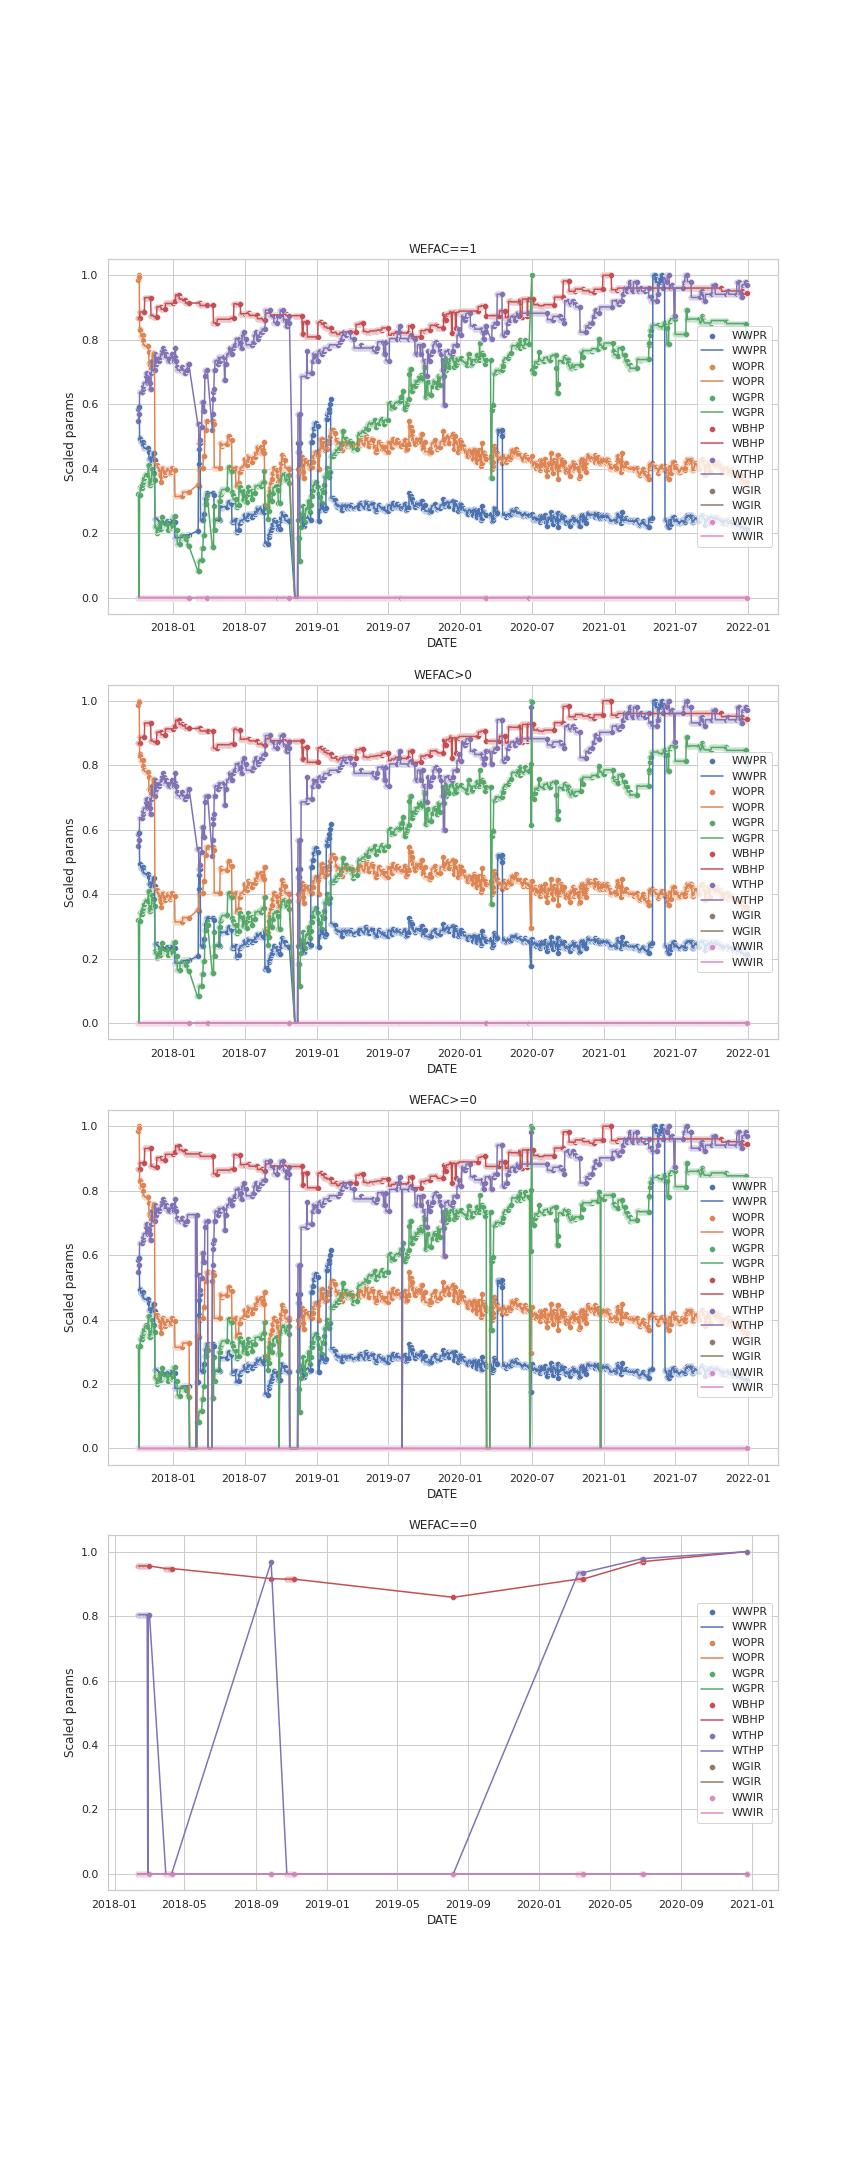 WEFAC==1
1.0
0.8
0.6
0.4
0.2
0.0
Scaled params
WWPR
WWPR
WOPR
WOPR
WGPR
WGPR
WBHP
WBHP
WTHP
WTHP
WGIR
WGIR
WWIR
WWIR
2018-01 2018-07 2019-01 2019-07 2020-01 2020-07 2021-01 2021-07 2022-01
DATE
WEFAC>0
1.0
0.8
0.6
0.4
0.2
0.0
Scaled params
WWPR
WWPR
WOPR
WOPR
WGPR
WGPR
WBHP
WBHP
WTHP
WTHP
WGIR
WGIR
WWIR
WWIR
2018-01 2018-07 2019-01 2019-07 2020-01 2020-07 2021-01 2021-07 2022-01
DATE
WEFAC>=0
1.0
0.8
0.6
0.4
0.2
0.0
Scaled params
WWPR
WWPR
WOPR
WOPR
WGPR
WGPR
WBHP
WBHP
WTHP
WTHP
WGIR
WGIR
WWIR
WWIR
2018-01 2018-07 2019-01 2019-07 2020-01 2020-07 2021-01 2021-07 2022-01
DATE
WEFAC==0
1.0
0.8
0.6
0.4
0.2
0.0
Scaled params
WWPR
WWPR
WOPR
WOPR
WGPR
WGPR
WBHP
WBHP
WTHP
WTHP
WGIR
WGIR
WWIR
WWIR
2018-01 2018-05 2018-09 2019-01 2019-05 2019-09 2020-01 2020-05 2020-09 2021-01
DATE